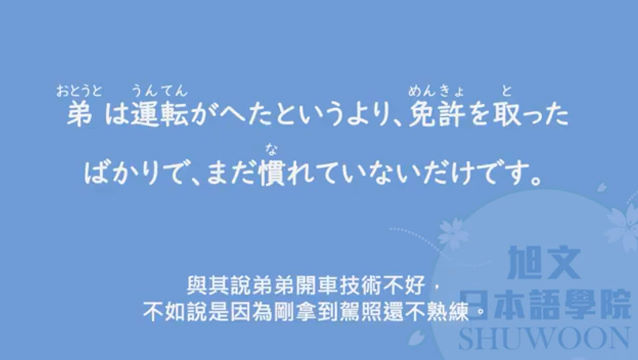 おとうと うんてん めんきょ と
弟は運転がへたというより、免許を取った
な
ばかりで、まだ慣れていないだけです。
與其說弟弟開車技術不好，
不如說是因為剛拿到駕照還不熟練。
旭文
日本語學院
SHUWOON